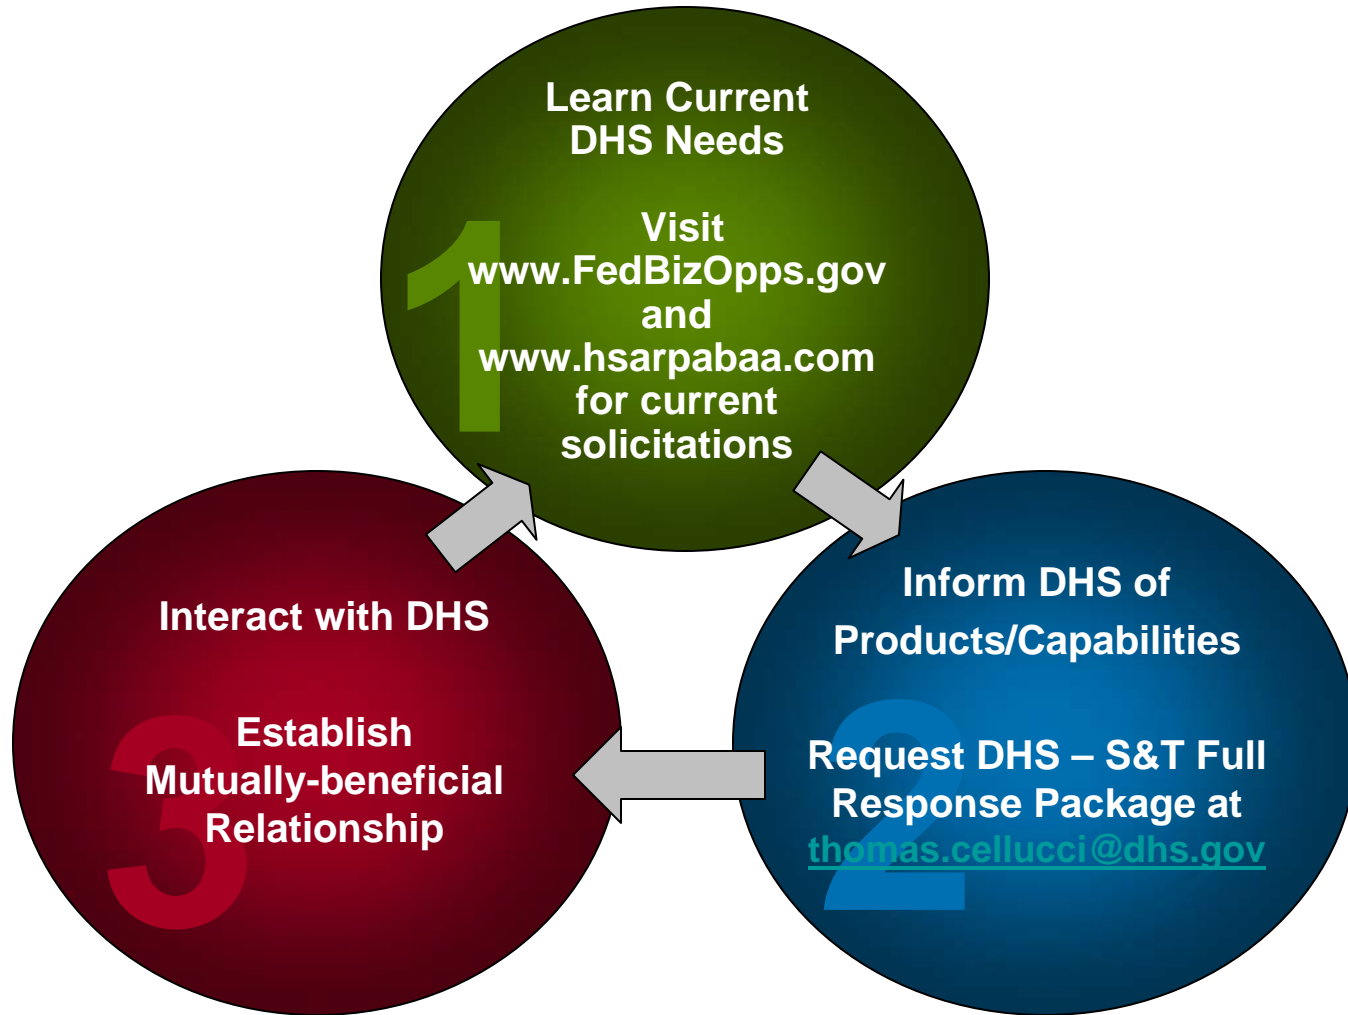 1
Learn Current
DHS Needs
Visit
www.FedBizOpps.gov
and
www.hsarpabaa.com
for current
solicitations
2
Inform DHS of
Products/Capabilities
Request DHS – S&T Full
Response Package at
thomas.cellucci@dhs.gov
3
Interact with DHS
Establish
Mutually-beneficial
Relationship